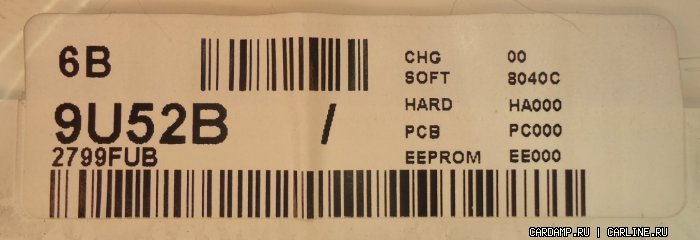 6B
9U52B /
2799FUB
CHG 00
SOFT 8040C
HARD HA000
PCB PC000
EEPROM EE000
CARDAMP.RU | CARLINE.RU